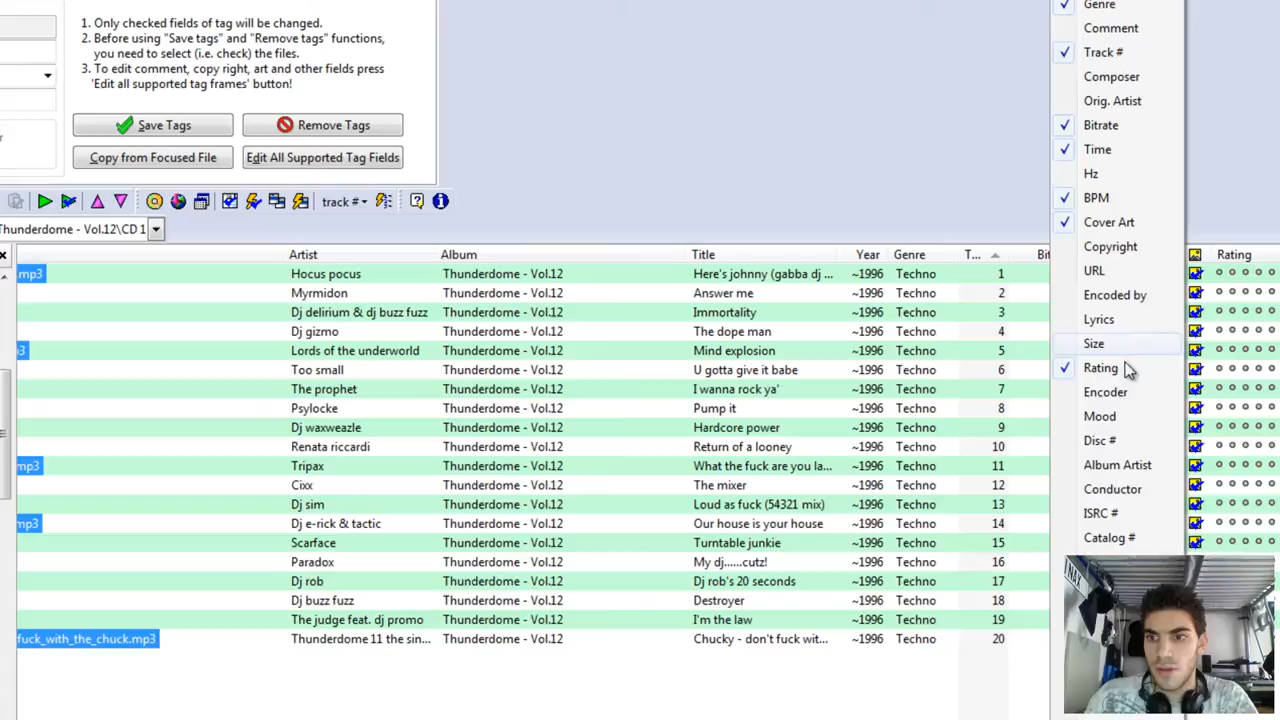 1. Only checked fields of tag will be changed.
2. Before using "Save tags" and "Remove tags" functions,
you need to select (i.e. check) the files.
3. To edit comment, copy right, art and other fields press
'Edit all supported tag frames' button!
Save Tags Remove Tags
Copy from Focused File Edit All Supported Tag Fields
track #
Thunderdome - Vol.12\CD 1
Artist Album Title Year Genre T... Bi Rating
.mp3 Hocus pocus Thunderdome - Vol.12 Here's johnny (gabba dj ... ~1996 Techno 1
Myrmidon Thunderdome - Vol.12 Answer me ~1996 Techno 2
Dj delirium & dj buzz fuzz Thunderdome - Vol.12 Immortality ~1996 Techno 3
Dj gizmo Thunderdome - Vol.12 The dope man ~1996 Techno 4
Lords of the underworld Thunderdome - Vol.12 Mind explosion ~1996 Techno 5
Too small Thunderdome - Vol.12 U gotta give it babe ~1996 Techno 6
The prophet Thunderdome - Vol.12 I wanna rock ya' ~1996 Techno 7
Psylocke Thunderdome - Vol.12 Pump it ~1996 Techno 8
Dj waxweazle Thunderdome - Vol.12 Hardcore power ~1996 Techno 9
Renata riccardi Thunderdome - Vol.12 Return of a looney ~1996 Techno 10
mp3 Tripax Thunderdome - Vol.12 What the fuck are you la... ~1996 Techno 11
Cixx Thunderdome - Vol.12 The mixer ~1996 Techno 12
Dj sim Thunderdome - Vol.12 Loud as fuck (54321 mix) ~1996 Techno 13
mp3 Dj e-rick & tactic Thunderdome - Vol.12 Our house is your house ~1996 Techno 14
Scarface Thunderdome - Vol.12 Turntable junkie ~1996 Techno 15
Paradox Thunderdome - Vol.12 My dj......cutz! ~1996 Techno 16
Dj rob Thunderdome - Vol.12 Dj rob's 20 seconds ~1996 Techno 17
Dj buzz fuzz Thunderdome - Vol.12 Destroyer ~1996 Techno 18
The judge feat. dj promo Thunderdome - Vol.12 I'm the law ~1996 Techno 19
fuck_with_the_chuck.mp3 Thunderdome 11 the sin... Thunderdome - Vol.12 Chucky - don't fuck wit... ~1996 Techno 20
Genre
Comment
Track #
Composer
Orig. Artist
Bitrate
Time
Hz
BPM
Cover Art
Copyright
URL
Encoded by
Lyrics
Size
Rating
Encoder
Mood
Disc #
Album Artist
Conductor
ISRC #
Catalog #